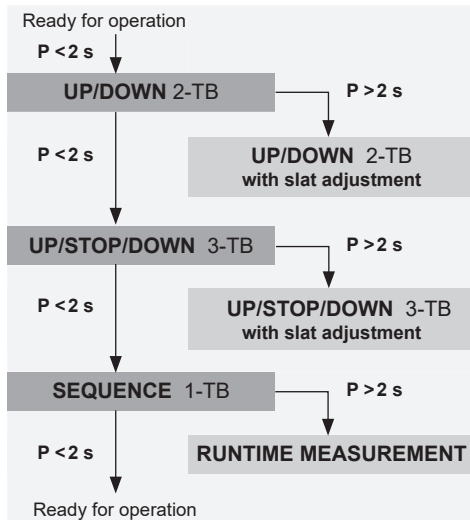 Ready for operation
P < 2 s
UP/DOWN 2-TB
P > 2 s
P < 2 s
UP/DOWN 2-TB
with slat adjustment
UP/STOP/DOWN 3-TB
P > 2 s
P < 2 s
UP/STOP/DOWN 3-TB
with slat adjustment
SEQUENCE 1-TB
P > 2 s
P < 2 s
RUNTIME MEASUREMENT
Ready for operation